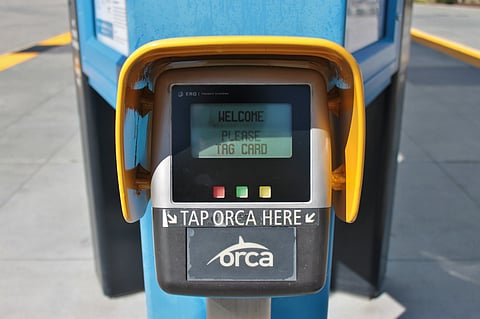 ERG
WELCOME
PLEASE
TAG CARD
TAP ORCA HERE
orca